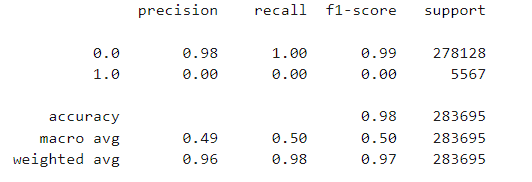 precision recall f1-score support
0.0 0.98 1.00 0.99 278128
1.0 0.00 0.00 0.00 5567
accuracy 0.98 283695
macro avg 0.49 0.50 0.50 283695
weighted avg 0.96 0.98 0.97 283695